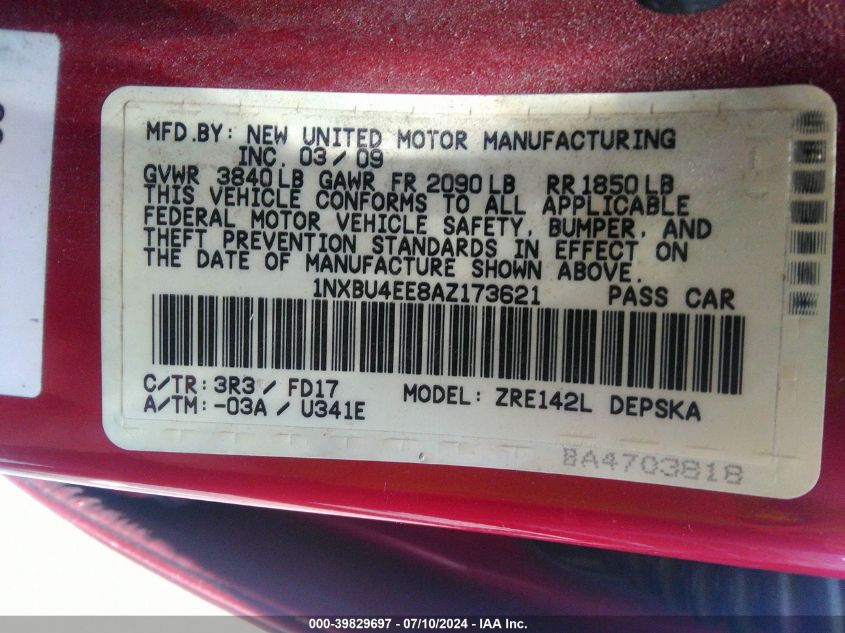 MFD.BY: NEW UNITED MOTOR MANUFACTURING
INC. 03/09
GVWR 3840LB GAWR FR 2090LB RR 1850LB
THIS VEHICLE CONFORMS TO ALL APPLICABLE
FEDERAL MOTOR VEHICLE SAFETY, BUMPER, AND
THEFT PREVENTION STANDARDS IN EFFECT ON
THE DATE OF MANUFACTURE SHOWN ABOVE.
1NXBU4EE8AZ173621 PASS CAR
C/TR: 3R3 / FD17 MODEL: ZRE142L DEPSKA
A/TM: -03A / U341E
BA4703818
000-39829697 - 07/10/2024 - IAA Inc.